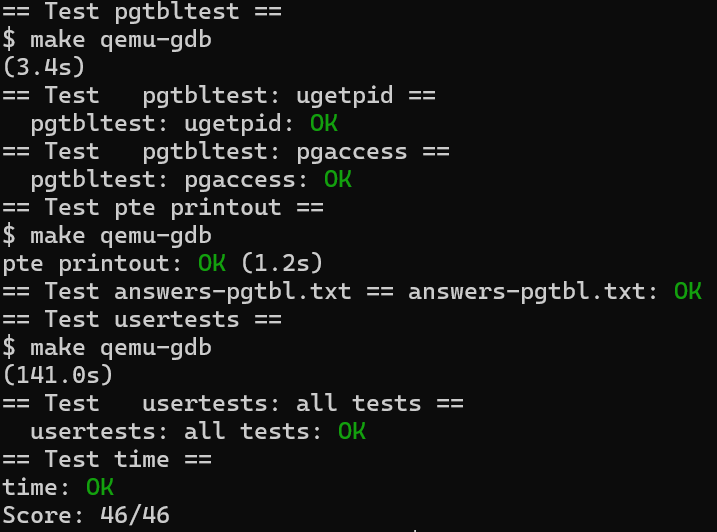 == Test pgtbltest ==
$ make qemu-gdb
(3.4s)
== Test   pgtbltest: ugetpid ==
  pgtbltest: ugetpid: OK
== Test   pgtbltest: pgaccess ==
  pgtbltest: pgaccess: OK
== Test pte printout ==
$ make qemu-gdb
pte printout: OK (1.2s)
== Test answers-pgtbl.txt == answers-pgtbl.txt: OK
== Test usertests ==
$ make qemu-gdb
(141.0s)
== Test   usertests: all tests ==
  usertests: all tests: OK
== Test time ==
time: OK
Score: 46/46